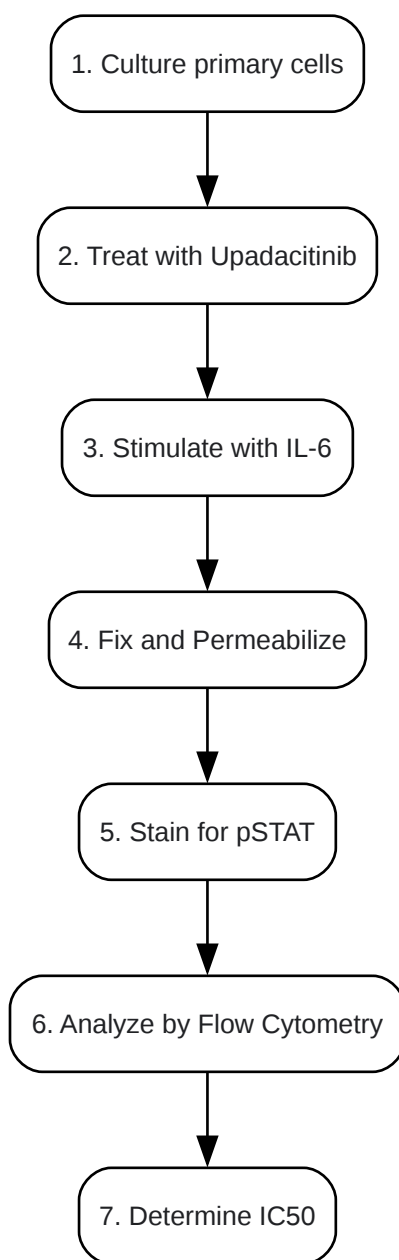 1. Culture primary cells
2. Treat with Upadacitinib
3. Stimulate with IL-6
4. Fix and Permeabilize
5. Stain for pSTAT
6. Analyze by Flow Cytometry
7. Determine IC50